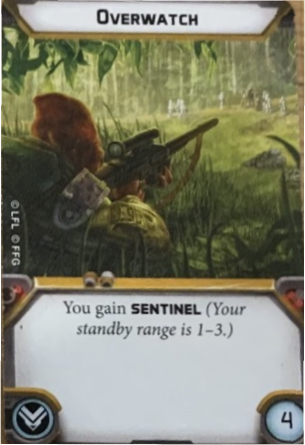 OVERWATCH
© LFL © FFG
You gain SENTINEL (Your
standby range is 1–3.)
4